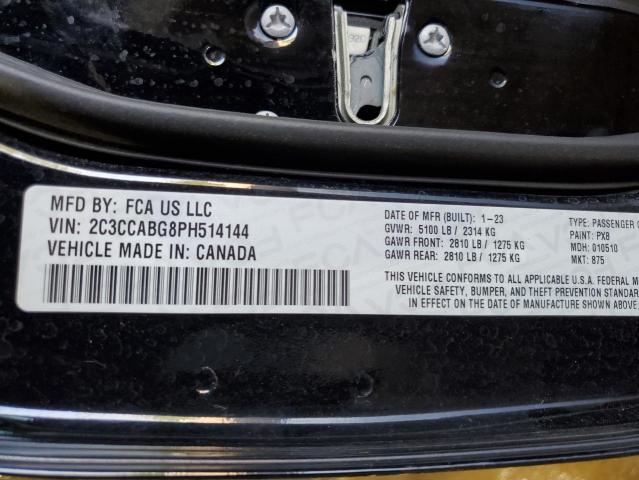 MFD BY: FCA US LLC
VIN: 2C3CCABG8PH514144
VEHICLE MADE IN: CANADA
DATE OF MFR (BUILT): 1-23
GVWR: 5100 LB / 2314 KG
GAWR FRONT: 2810 LB / 1275 KG
GAWR REAR: 2810 LB / 1275 KG
TYPE: PASSENGER
PAINT: PX8
MDH: 010510
MKT: 875
THIS VEHICLE CONFORMS TO ALL APPLICABLE U.S.A. FEDERAL
VEHICLE SAFETY, BUMPER, AND THEFT PREVENTION
IN EFFECT ON THE DATE OF MANUFACTURE SHOWN ABOVE.